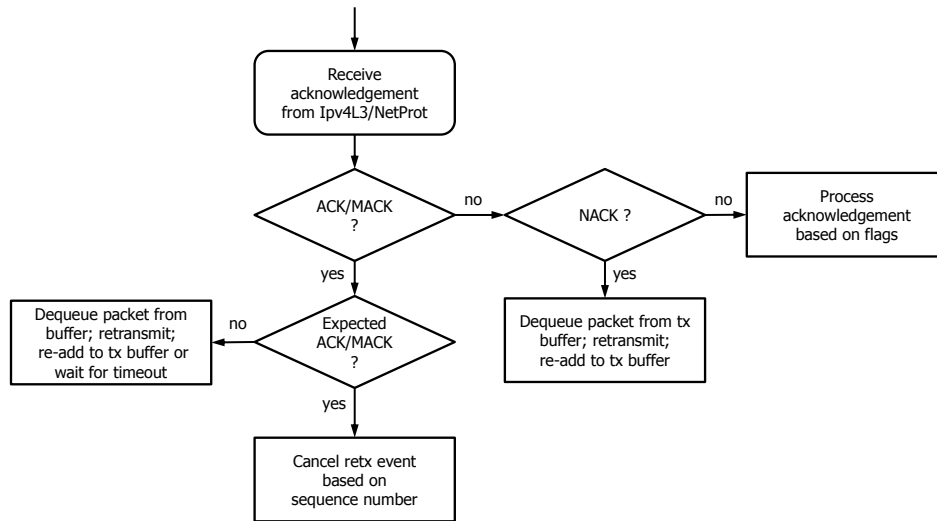 Receive
acknowledgement
from Ipv4L3/NetProt
ACK/MACK
?
no
NACK ?
no
Process
acknowledgement
based on flags
yes
yes
Dequeue packet from
buffer; retransmit;
re-add to tx buffer or
wait for timeout
no
Expected
ACK/MACK
?
Dequeue packet from tx
buffer; retransmit;
re-add to tx buffer
yes
Cancel retx event
based on
sequence number